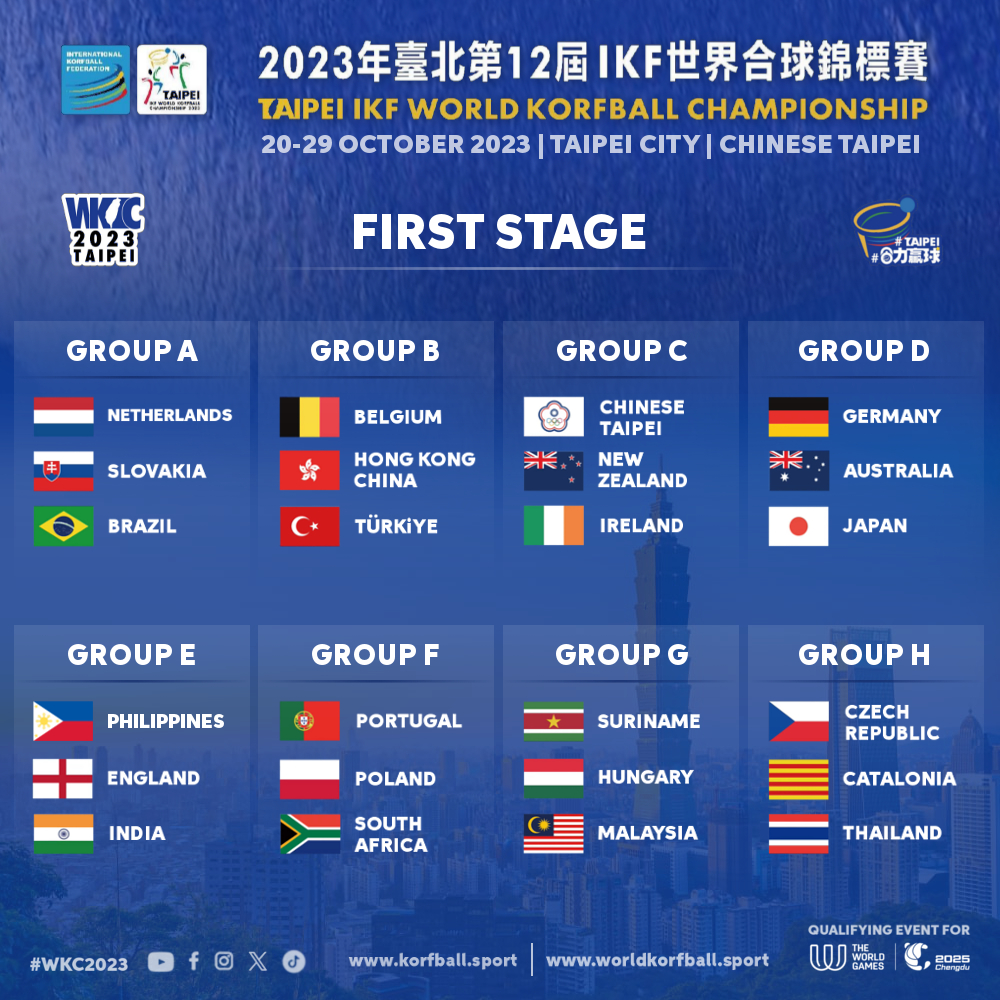 INTERNATIONAL
KORFBALL
FEDERATION
TAIPEI
IKF WORLD KORFBALL
CHAMPIONSHIP 2023
2023年臺北第12屆IKF世界合球錦標賽
TAIPEI IKF WORLD KORFBALL CHAMPIONSHIP
20-29 OCTOBER 2023 | TAIPEI CITY | CHINESE TAIPEI
WKC
2023
TAIPEI
FIRST STAGE
# TAIPEI
#合力贏球
GROUP A
NETHERLANDS
SLOVAKIA
BRAZIL
GROUP B
BELGIUM
HONG KONG
CHINA
TÜRKiYE
GROUP C
CHINESE
TAIPEI
NEW
ZEALAND
IRELAND
GROUP D
GERMANY
AUSTRALIA
JAPAN
GROUP E
PHILIPPINES
ENGLAND
INDIA
GROUP F
PORTUGAL
POLAND
SOUTH
AFRICA
GROUP G
SURINAME
HUNGARY
MALAYSIA
GROUP H
CZECH
REPUBLIC
CATALONIA
THAILAND
#WKC2023
www.korfball.sport | www.worldkorfball.sport
QUALIFYING EVENT FOR
THE
WORLD
GAMES
2025
Chengdu